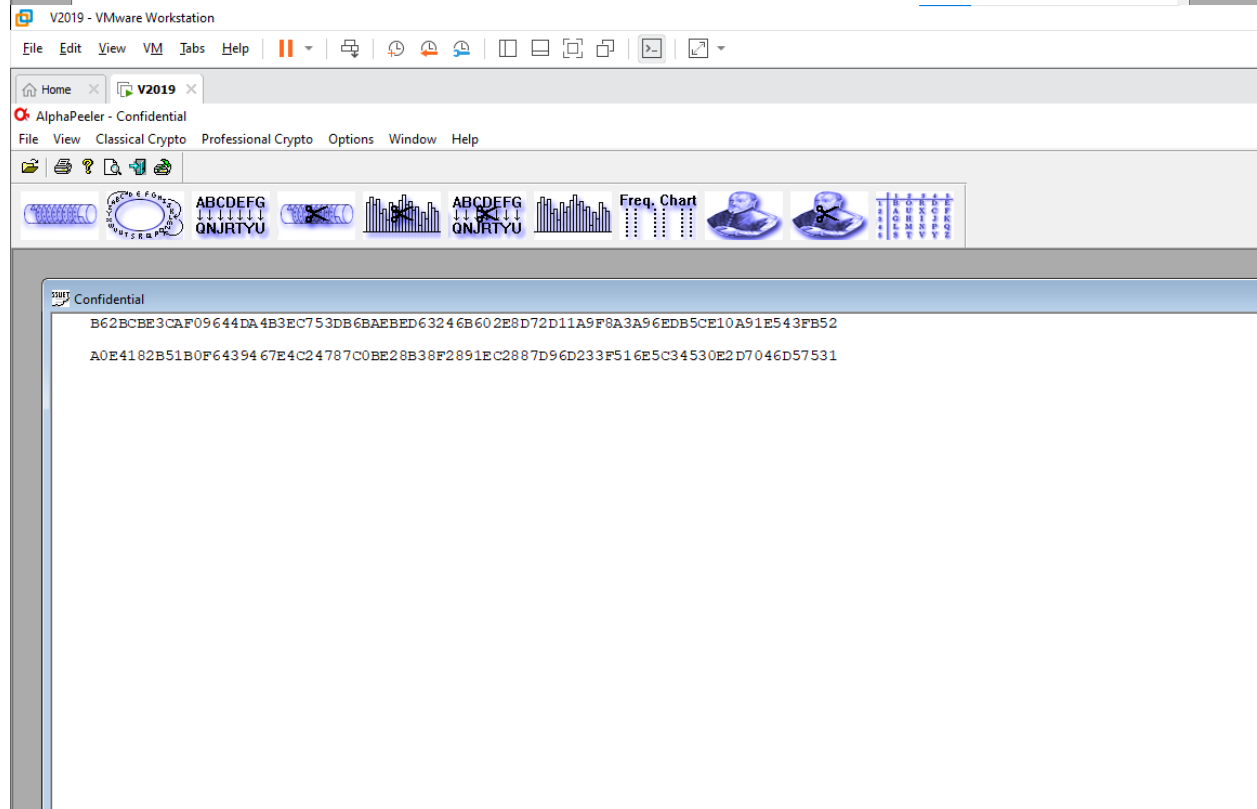 V2019 - VMware Workstation
File Edit View VM Tabs Help
Home V2019
AlphaPeeler - Confidential
File View Classical Crypto Professional Crypto Options Window Help
ABCDEFG
QNJRTYU
ABCDEFG
QNJRTYU
Freq. Chart
Confidential
B62BCBE3CAF09644DA4B3EC753DB6BAEBED63246B602E8D72D11A9F8A3A96EDB5CE10A91E543FB52
A0E4182B51B0F6439467E4C24787C0BE28B38F2891EC2887D96D233F516E5C34530E2D7046D57531